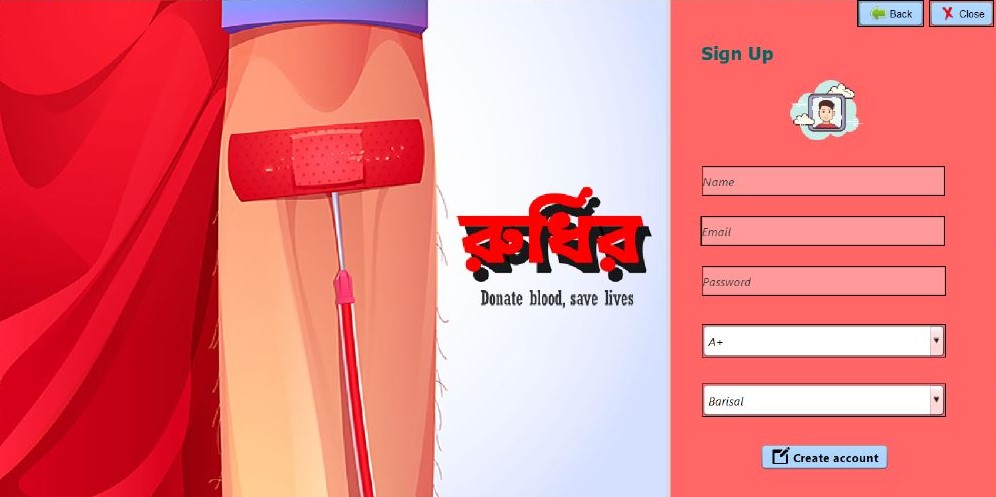 Back
Close
Sign Up
Name
Email
Password
A+
Barisal
Create account
রুধির
Donate blood, save lives